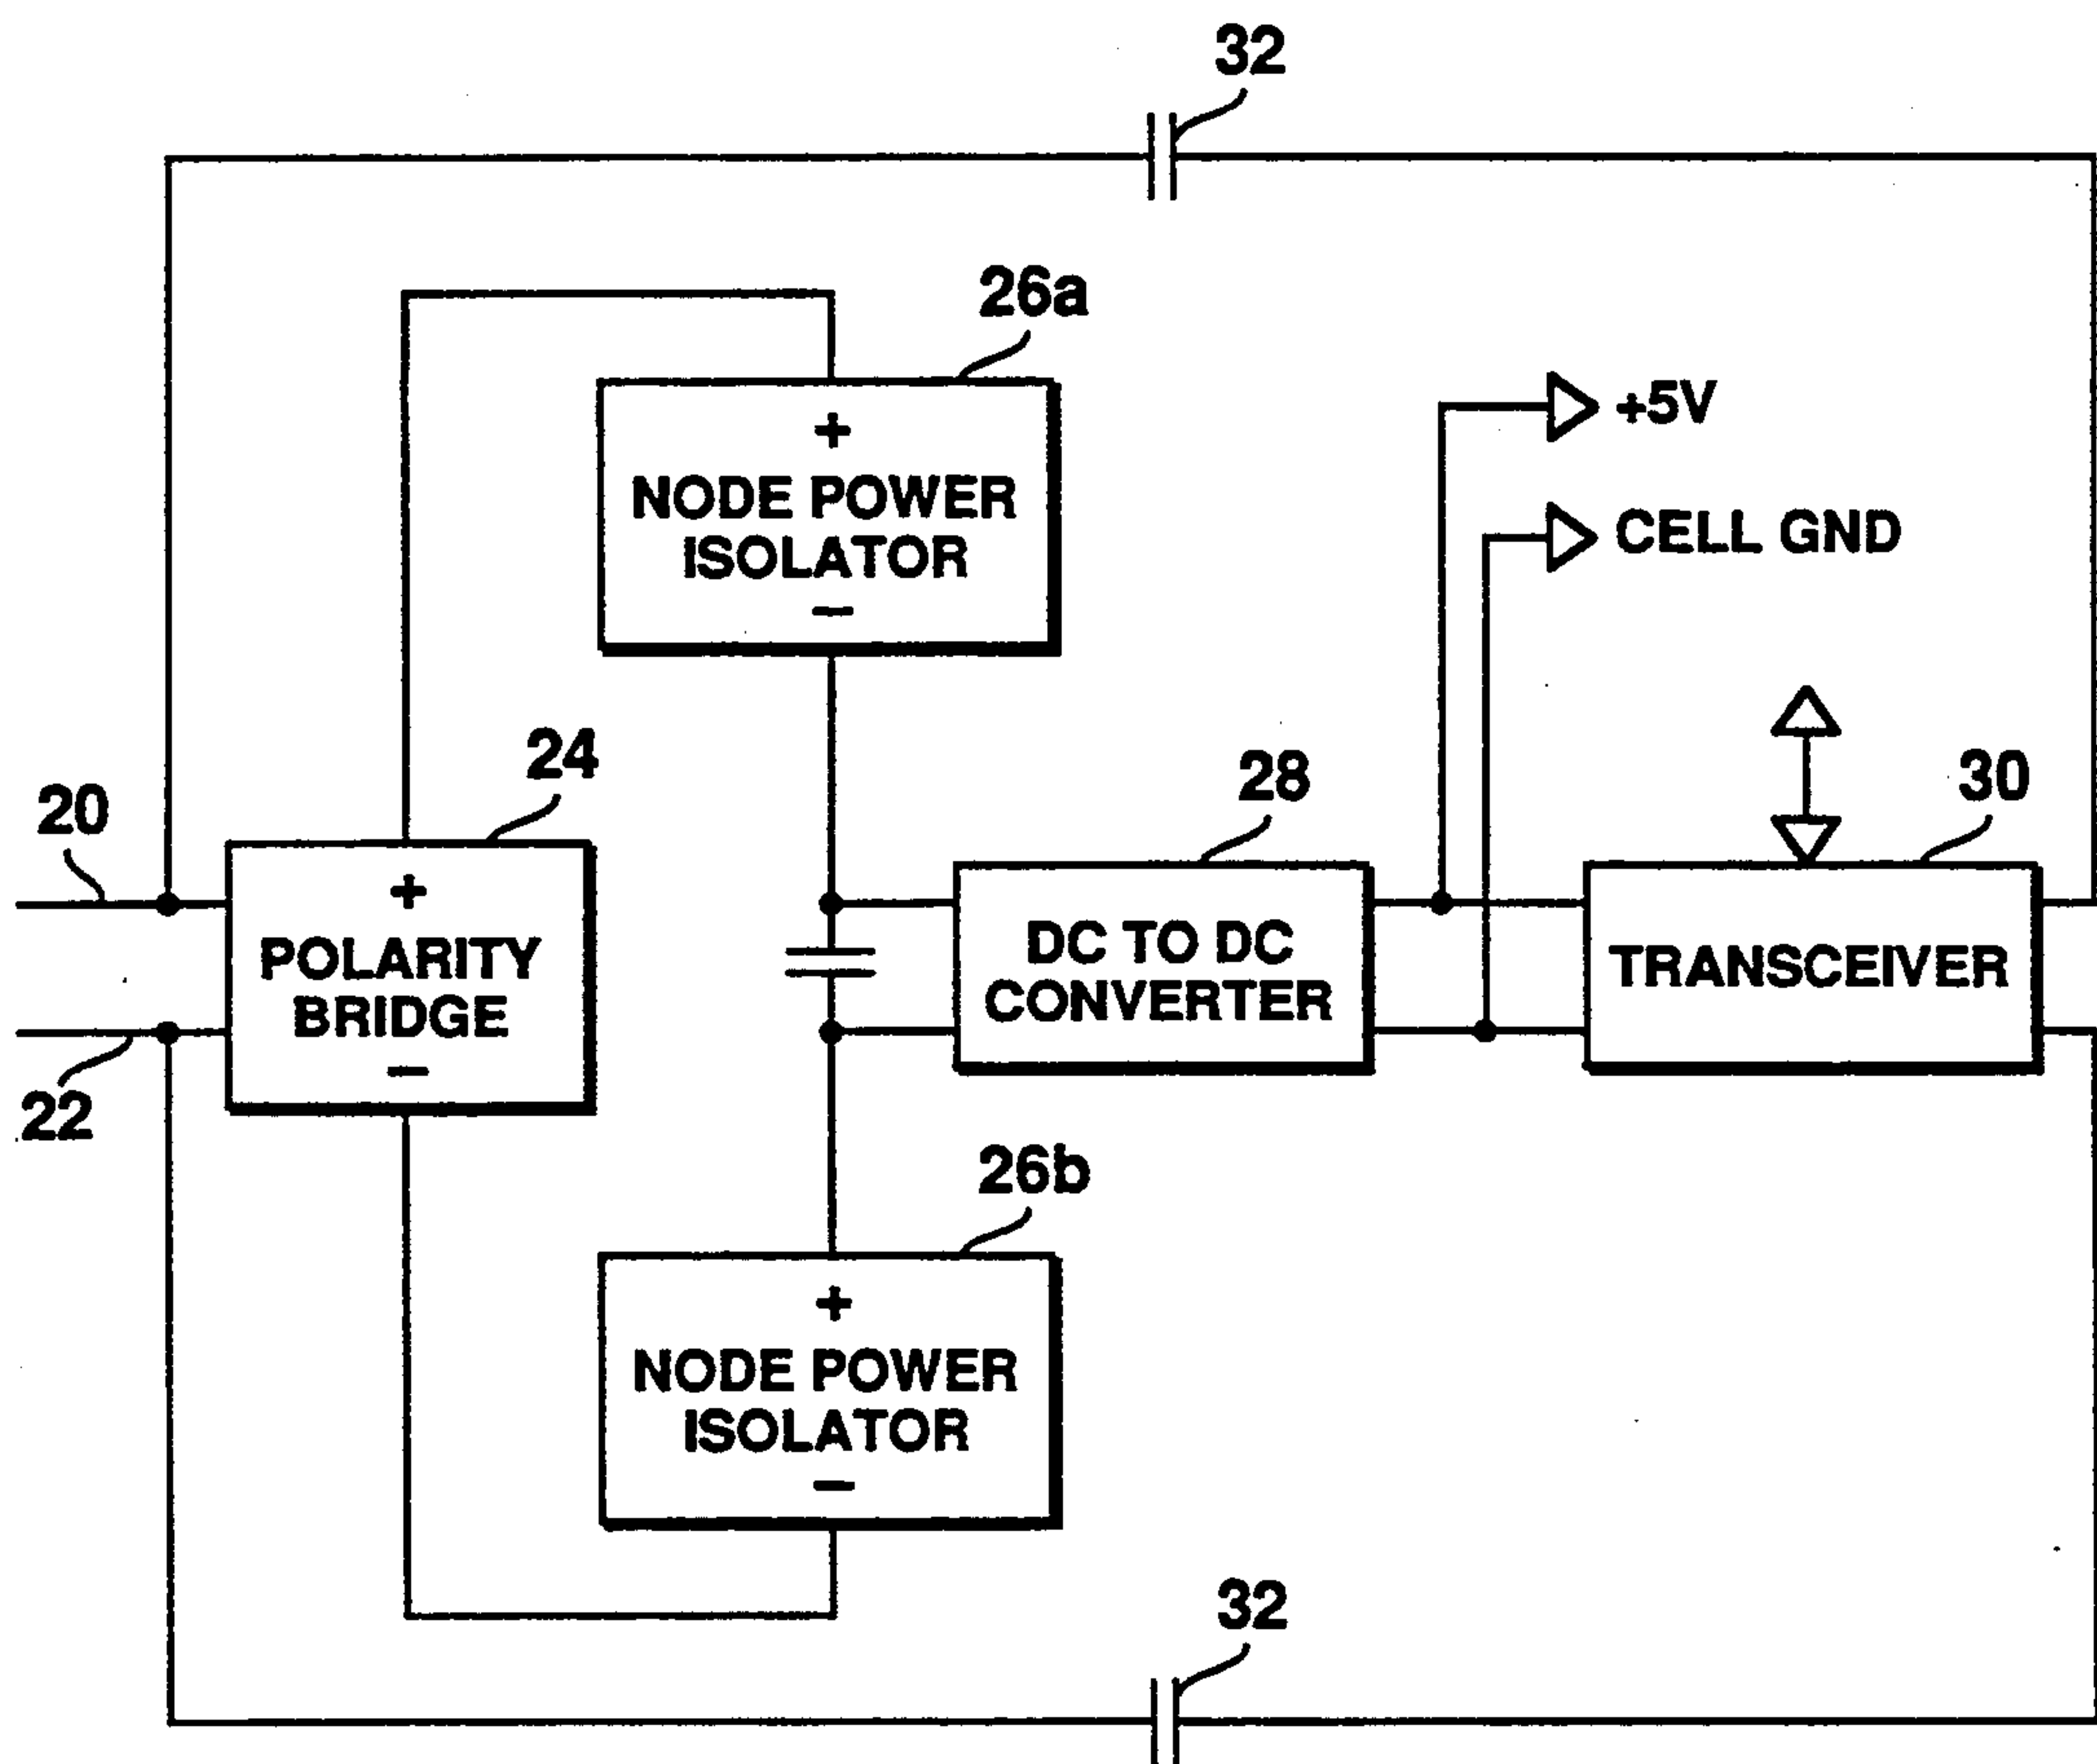 32
26a
+
NODE POWER
ISOLATOR
−
+5V
CELL GND
24
28
30
20
+
POLARITY
BRIDGE
−
DC TO DC
CONVERTER
TRANSCEIVER
22
26b
+
NODE POWER
ISOLATOR
−
32